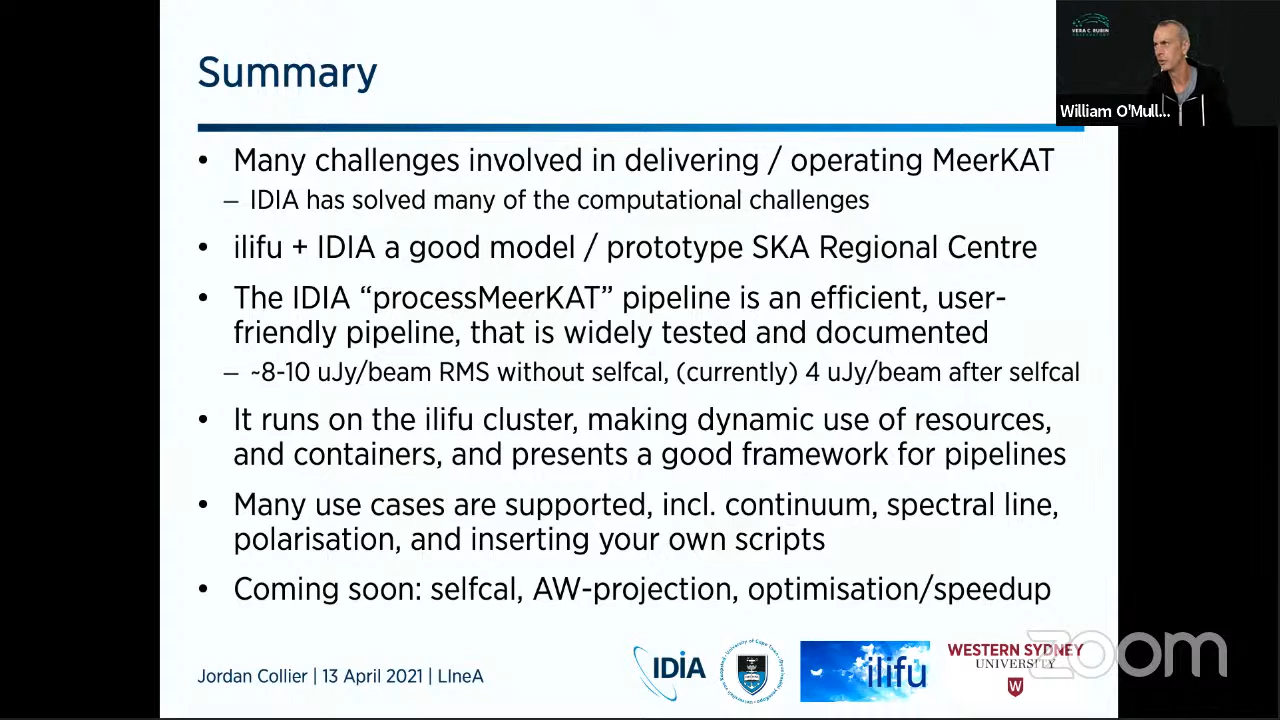 Summary
VERA C. RUBIN
OBSERVATORY
William O'Mull...
• Many challenges involved in delivering / operating MeerKAT
– IDIA has solved many of the computational challenges
• ilifu + IDIA a good model / prototype SKA Regional Centre
• The IDIA “processMeerKAT” pipeline is an efficient, user-
friendly pipeline, that is widely tested and documented
– ~8-10 uJy/beam RMS without selfcal, (currently) 4 uJy/beam after selfcal
• It runs on the ilifu cluster, making dynamic use of resources,
and containers, and presents a good framework for pipelines
• Many use cases are supported, incl. continuum, spectral line,
polarisation, and inserting your own scripts
• Coming soon: selfcal, AW-projection, optimisation/speedup
Jordan Collier | 13 April 2021 | LIneA
IDIA
ilifu
WESTERN SYDNEY
UNIVERSITY
W
zoom